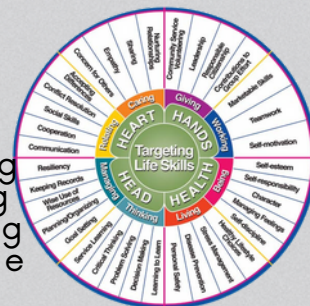 Nurturing
Relationships
Sharing
Empathy
Concern for Others
Accepting
Differences
Conflict Resolution
Social Skills
Cooperation
Communication
Community Service
Volunteering
Leadership
Responsible
Citizenship
Contributions to
Group Effort
Marketable Skills
Teamwork
Self-motivation
Self-esteem
Self-responsibility
Character
Managing Feelings
Self-discipline
Healthy Lifestyle
Choices
Stress Management
Disease Prevention
Personal Safety
Learning to Learn
Decision Making
Problem Solving
Critical Thinking
Service Learning
Goal Setting
Planning/Organizing
Wise Use of
Resources
Keeping Records
Resiliency
Relating
Caring
Giving
Working
Being
Living
Thinking
Managing
HEART
HANDS
HEALTH
HEAD
Targeting
Life Skills
g
g
g
e